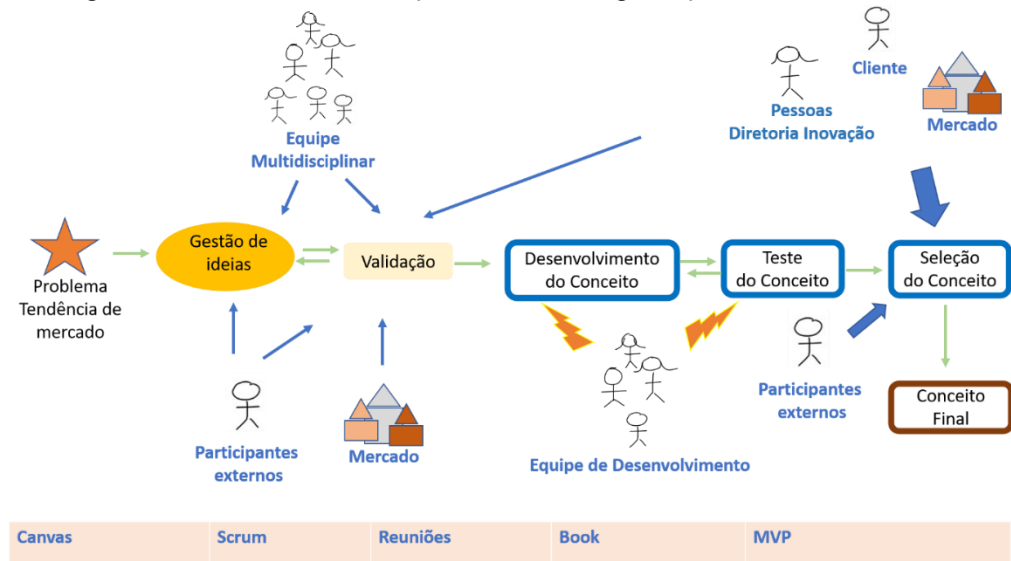 Cliente
Pessoas
Diretoria Inovação
Mercado
Equipe
Multidisciplinar
Problema
Tendência de
mercado
Gestão de
ideias
Validação
Desenvolvimento
do Conceito
Teste
do Conceito
Seleção
do Conceito
Participantes
externos
Mercado
Equipe de Desenvolvimento
Participantes
externos
Conceito
Final
Canvas
Scrum
Reuniões
Book
MVP